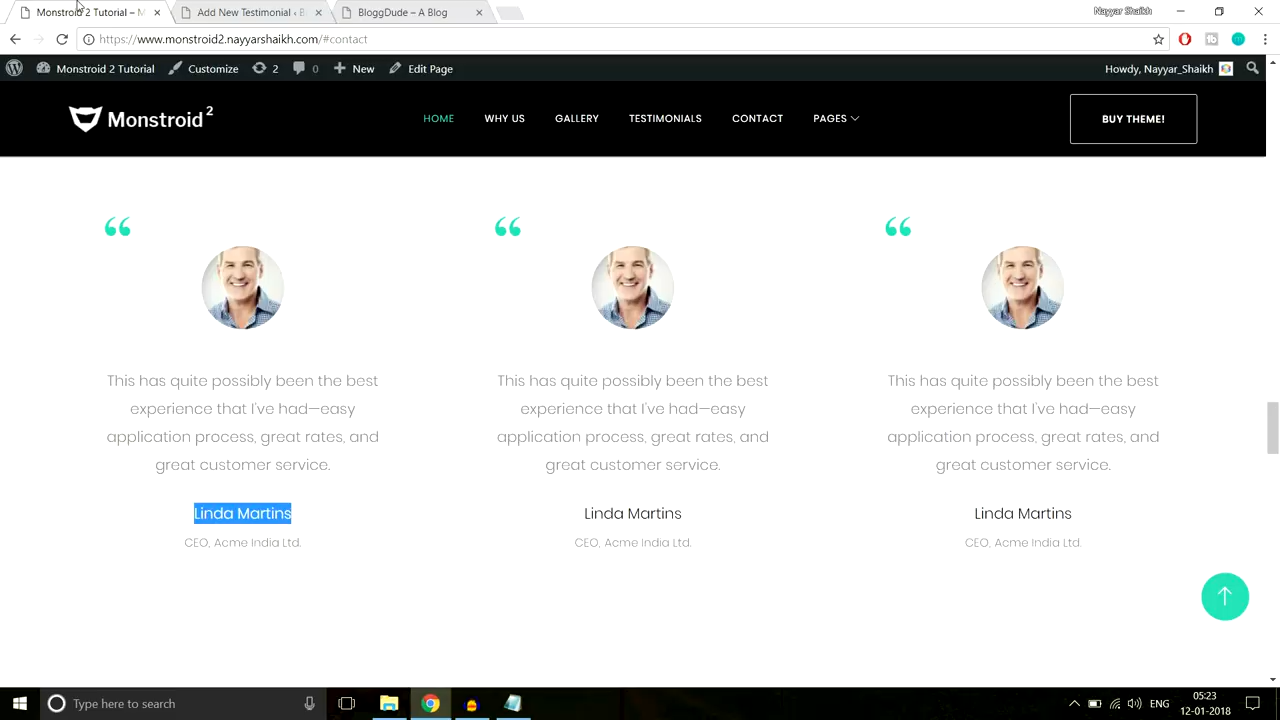 Monstroid 2 Tutorial – M
Add New Testimonial ‹ B
BloggDude – A Blog
Nayyar Shaikh
https://www.monstroid2.nayyarshaikh.com/#contact
Monstroid 2 Tutorial
Customize
2
0
New
Edit Page
Howdy, Nayyar_Shaikh
Monstroid 2
HOME
WHY US
GALLERY
TESTIMONIALS
CONTACT
PAGES
BUY THEME!
This has quite possibly been the best
experience that I've had—easy
application process, great rates, and
great customer service.
Linda Martins
CEO, Acme India Ltd.
This has quite possibly been the best
experience that I've had—easy
application process, great rates, and
great customer service.
Linda Martins
CEO, Acme India Ltd.
This has quite possibly been the best
experience that I've had—easy
application process, great rates, and
great customer service.
Linda Martins
CEO, Acme India Ltd.
Type here to search
ENG
05:23
12-01-2018